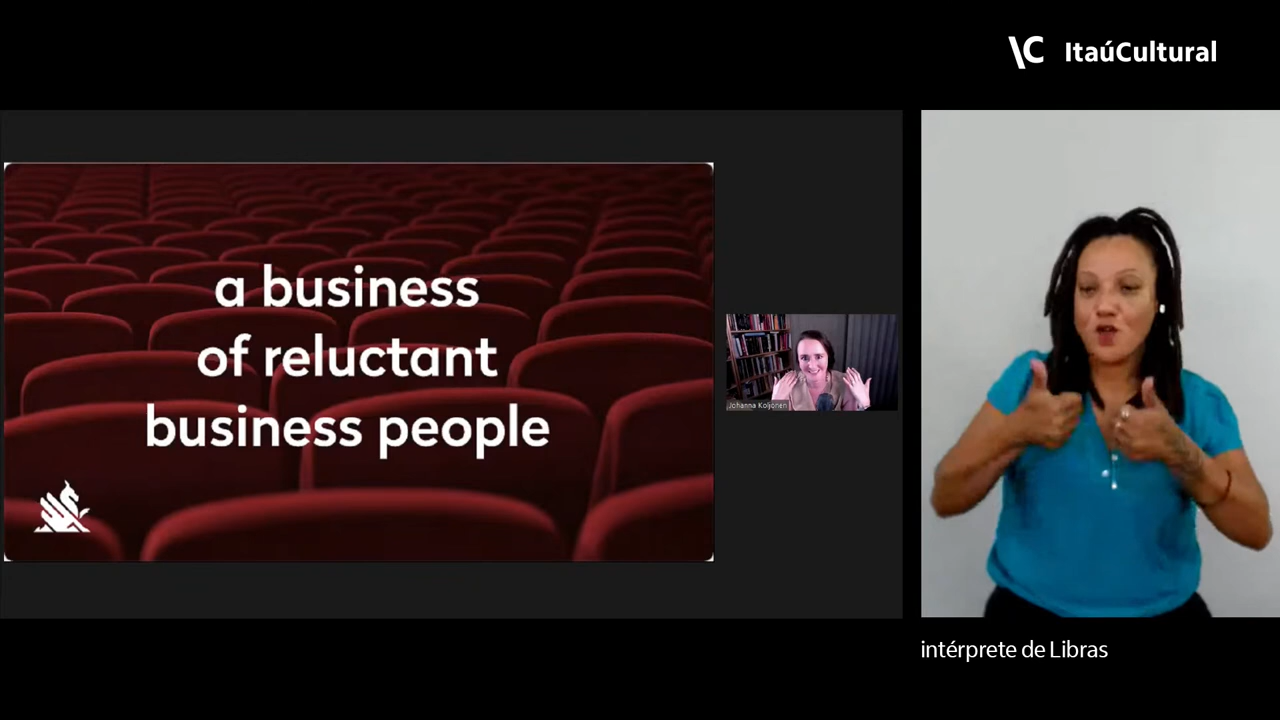 \C ItaúCultural
a business
of reluctant
business people
Johanna Koljonen
intérprete de Libras